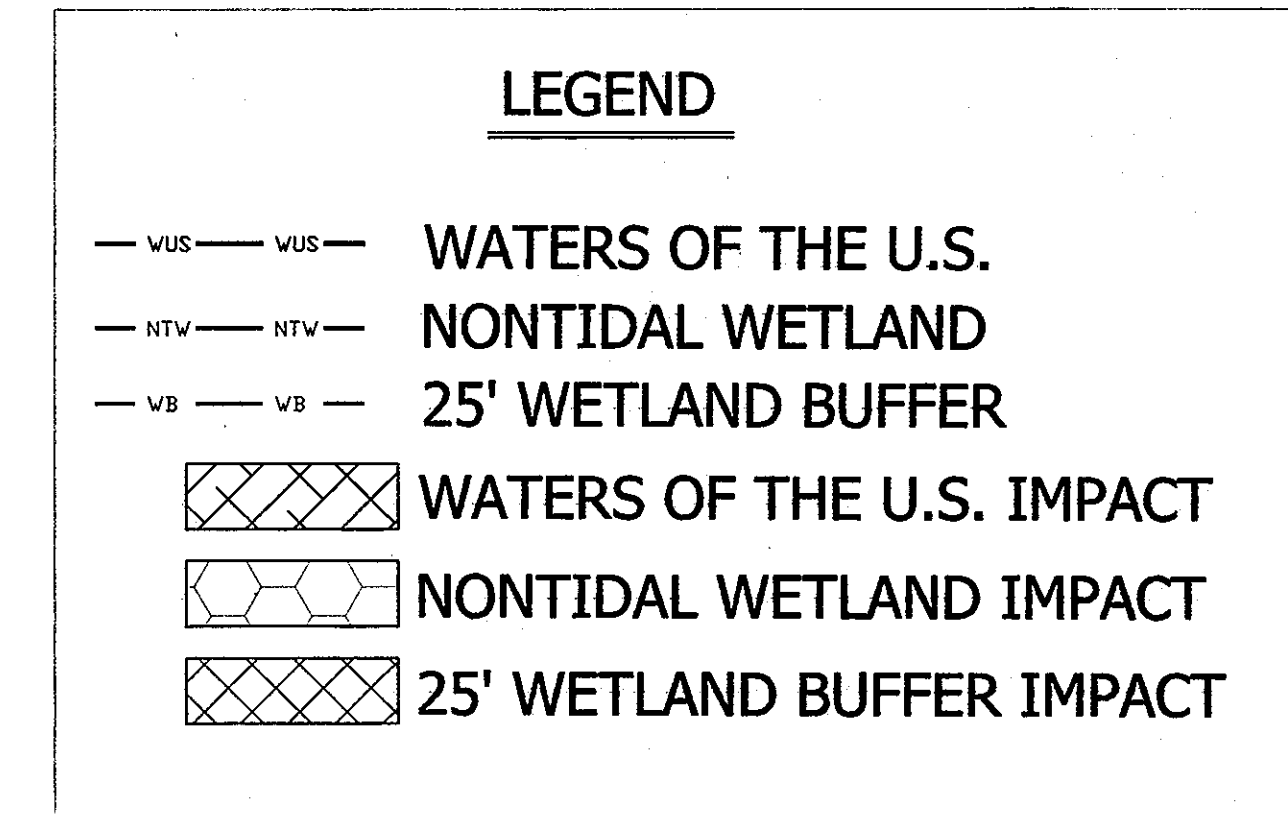 LEGEND
WUS WUS WATERS OF THE U.S.
NTW NTW NONTIDAL WETLAND
WB WB 25' WETLAND BUFFER
WATERS OF THE U.S. IMPACT
NONTIDAL WETLAND IMPACT
25' WETLAND BUFFER IMPACT